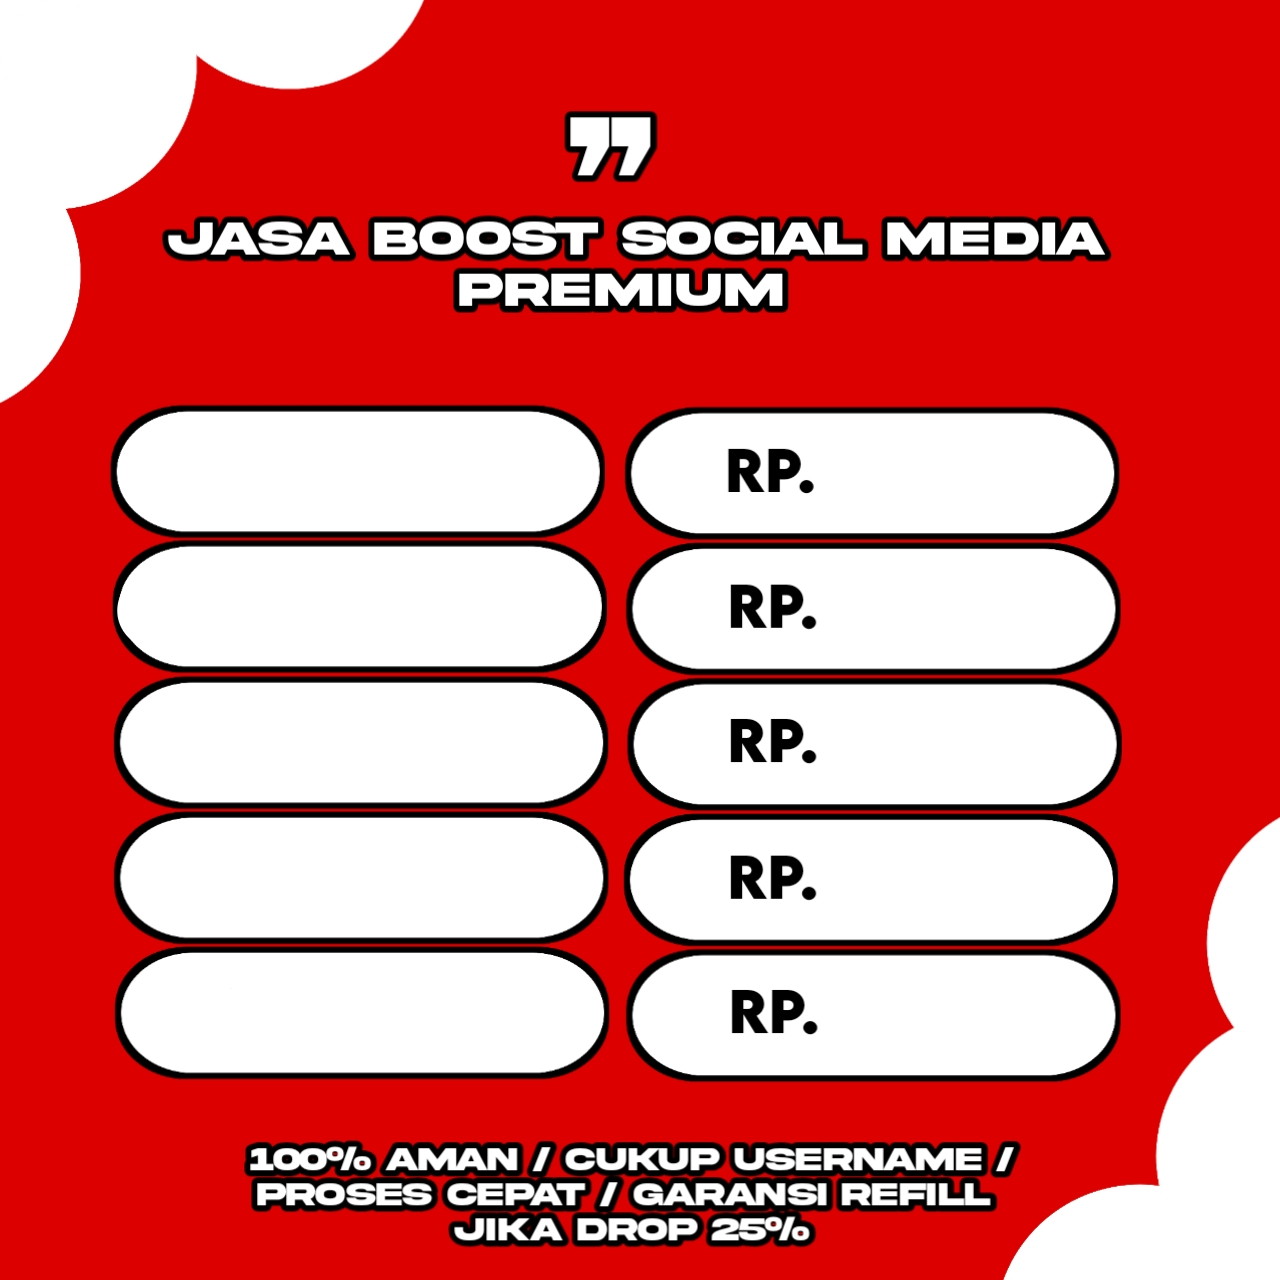 ”
JASA BOOST SOCIAL MEDIA
PREMIUM
RP.
RP.
RP.
RP.
RP.
100% AMAN / CUKUP USERNAME /
PROSES CEPAT / GARANSI REFILL
JIKA DROP 25%